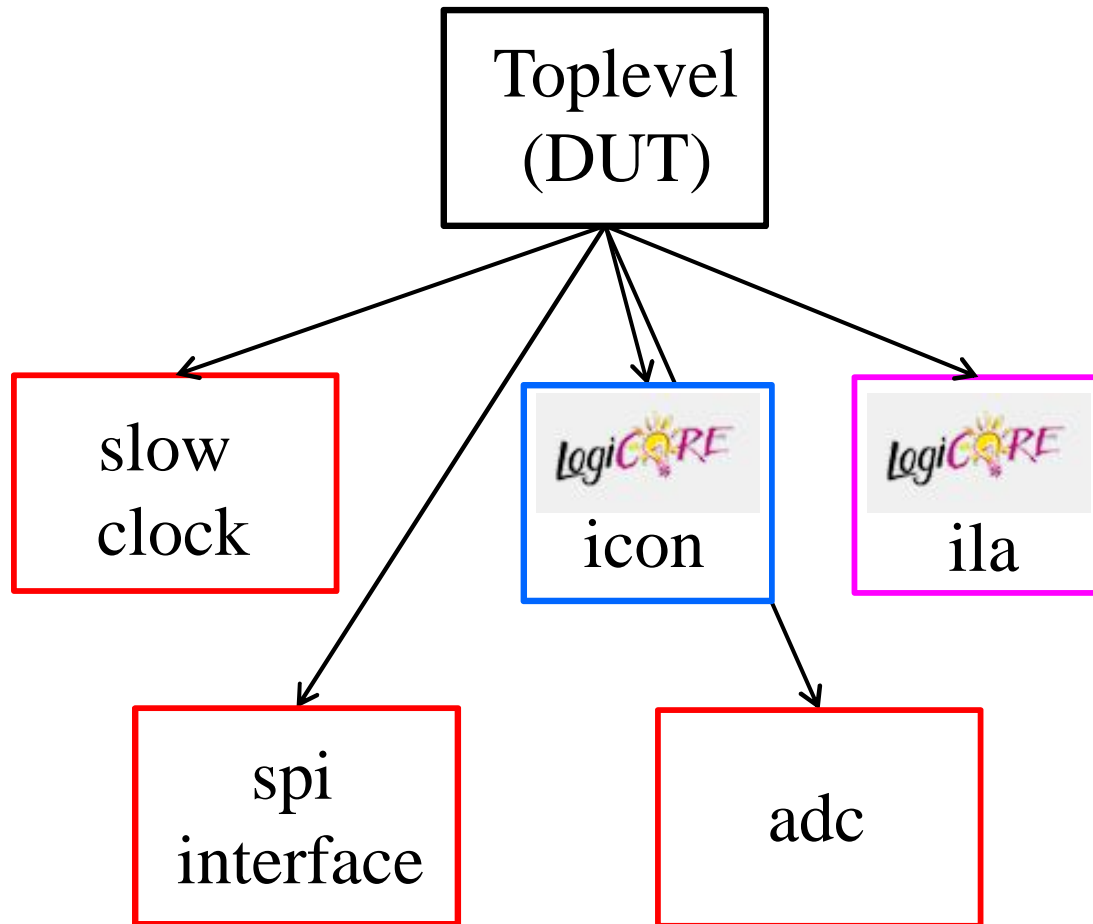 Toplevel
(DUT)
slow
clock
LogiCORE
icon
LogiCORE
ila
spi
interface
adc